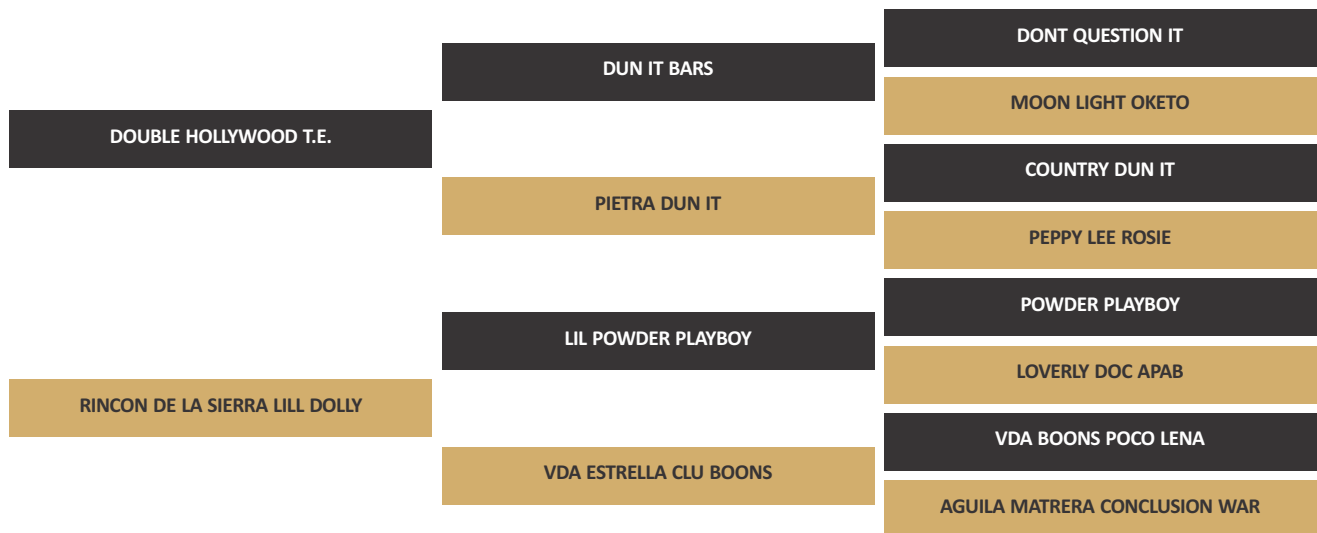 DONT QUESTION IT
DUN IT BARS
MOON LIGHT OKETO
DOUBLE HOLLYWOOD T.E.
COUNTRY DUN IT
PIETRA DUN IT
PEPPY LEE ROSIE
POWDER PLAYBOY
LIL POWDER PLAYBOY
LOVERLY DOC APAB
RINCON DE LA SIERRA LILL DOLLY
VDA BOONS POCO LENA
VDA ESTRELLA CLU BOONS
AGUILA MATRERA CONCLUSION WAR